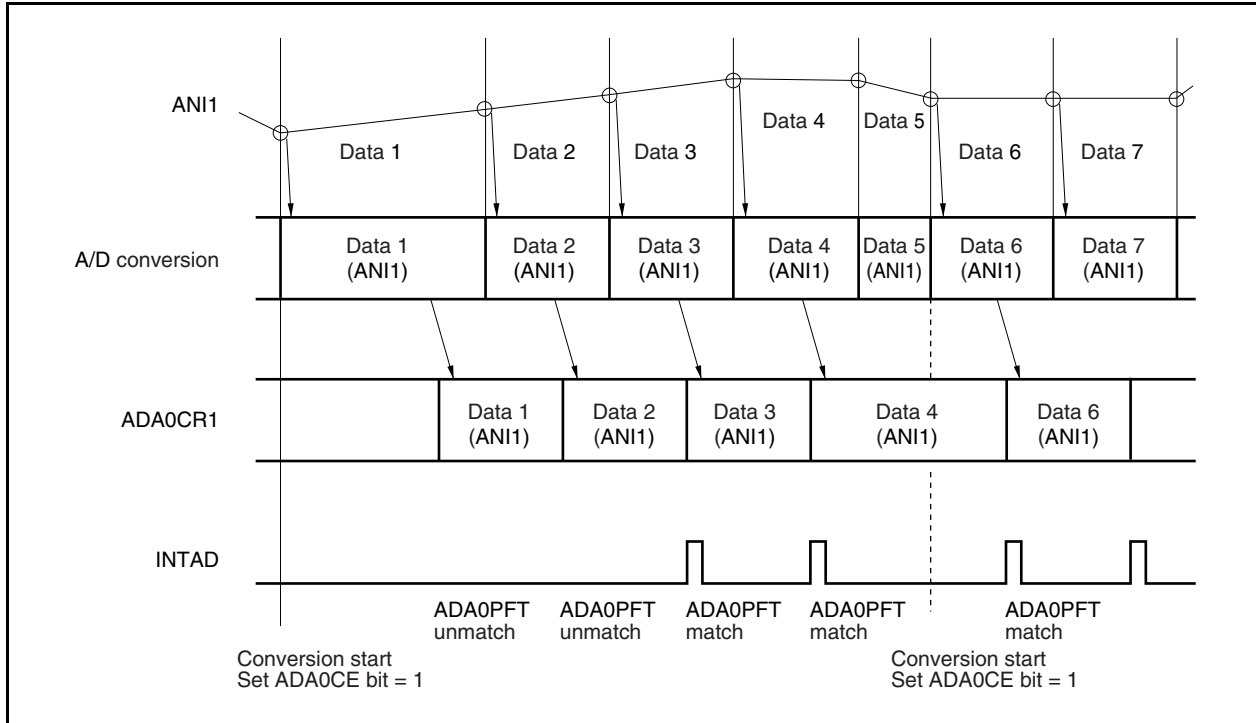 ANI1
Data 1
Data 2
Data 3
Data 4
Data 5
Data 6
Data 7
A/D conversion
Data 1
(ANI1)
Data 2
(ANI1)
Data 3
(ANI1)
Data 4
(ANI1)
Data 5
(ANI1)
Data 6
(ANI1)
Data 7
(ANI1)
ADA0CR1
Data 1
(ANI1)
Data 2
(ANI1)
Data 3
(ANI1)
Data 4
(ANI1)
Data 6
(ANI1)
INTAD
ADA0PFT
unmatch
ADA0PFT
unmatch
ADA0PFT
match
ADA0PFT
match
ADA0PFT
match
Conversion start
Set ADA0CE bit = 1
Conversion start
Set ADA0CE bit = 1